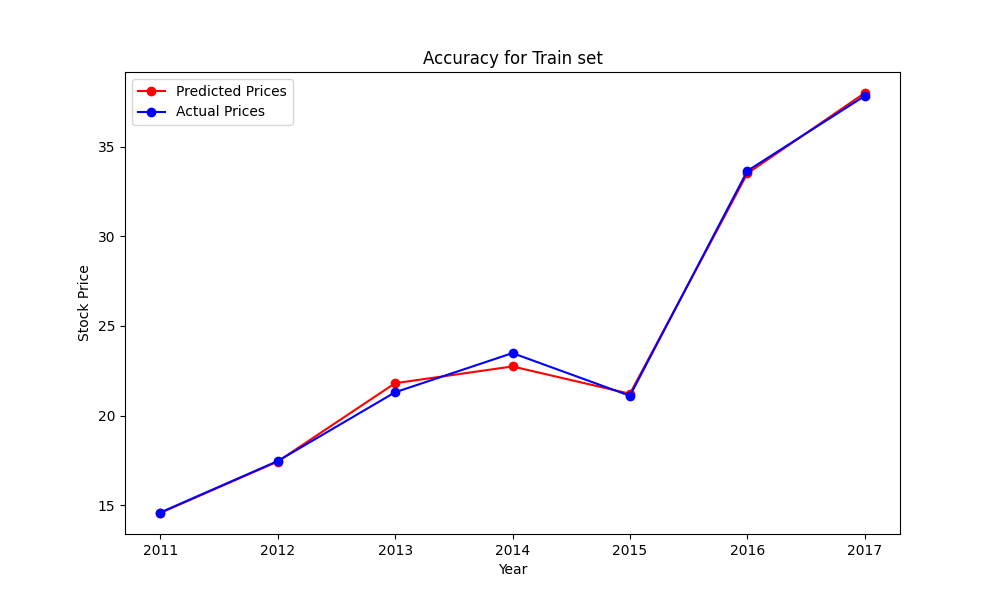 Accuracy for Train set
Predicted Prices
Actual Prices
Stock Price
35
30
25
20
15
2011 2012 2013 2014 2015 2016 2017
Year